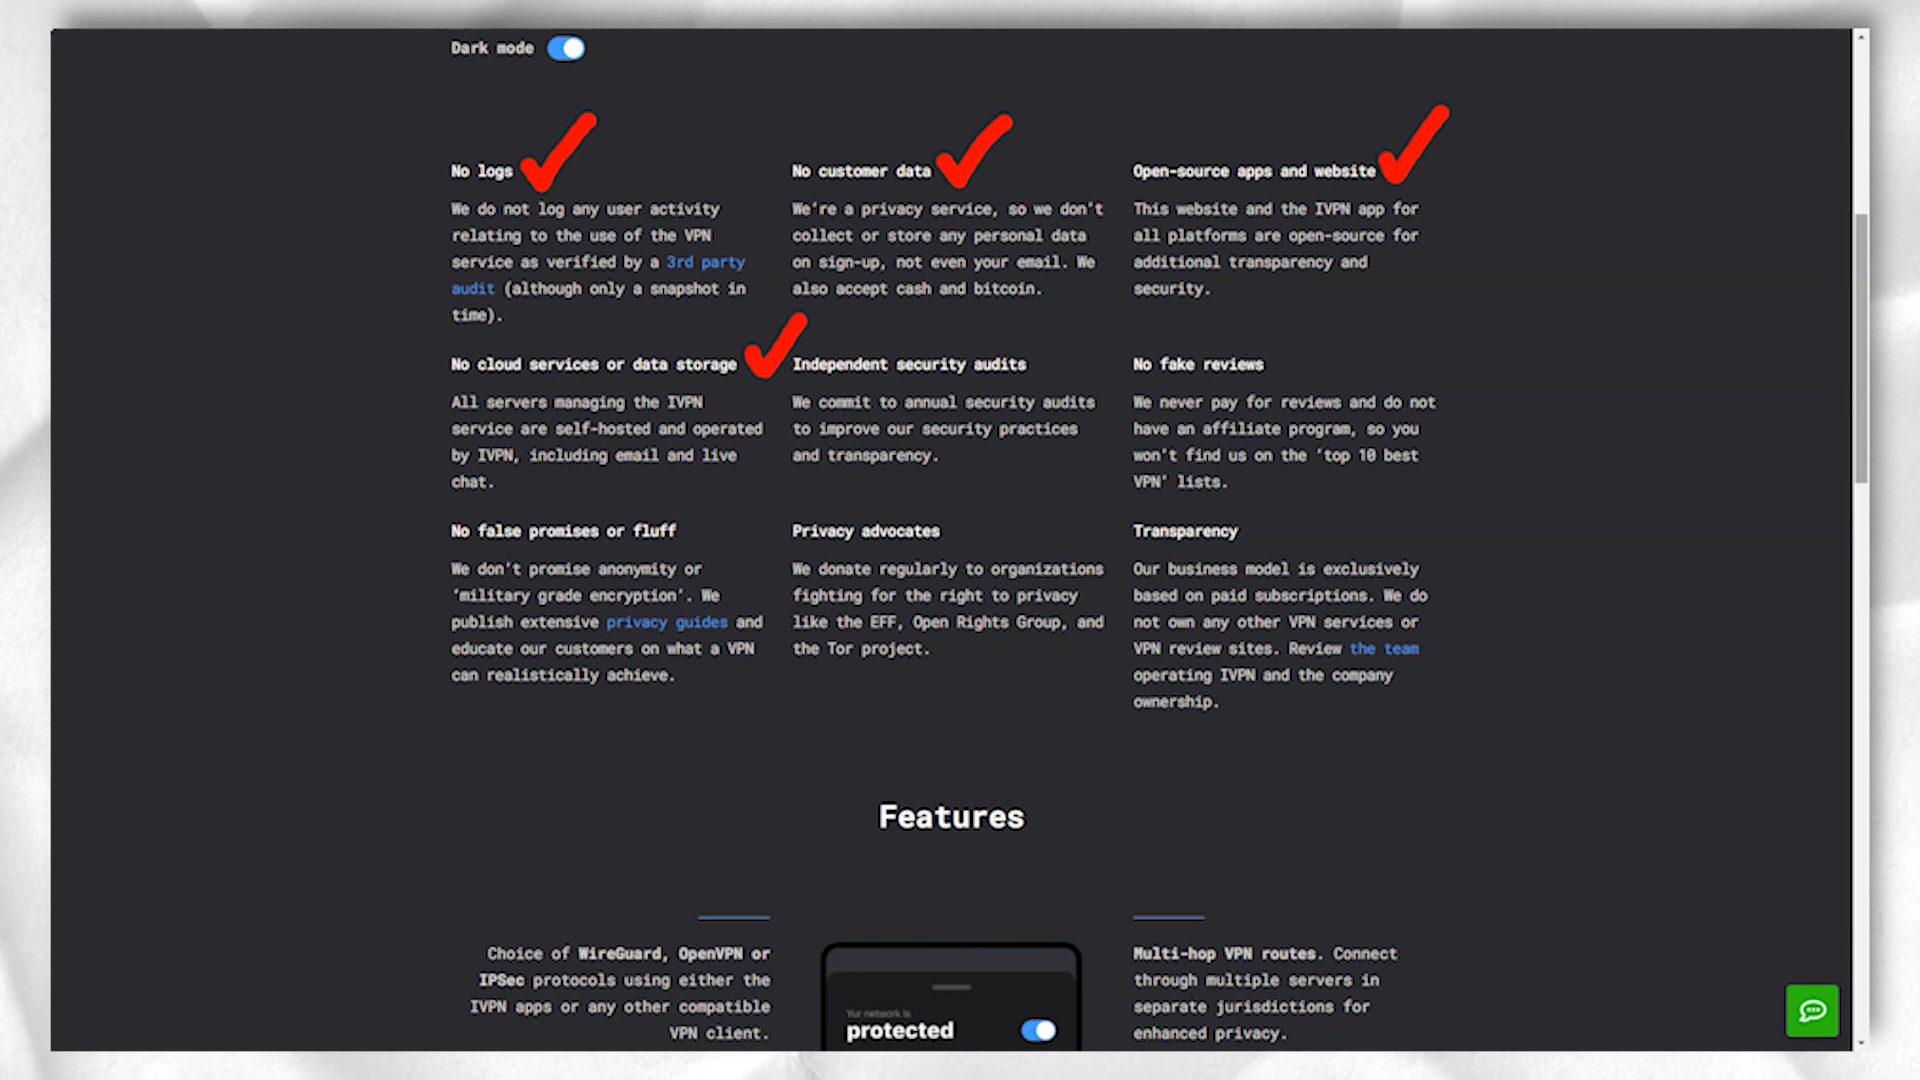 Dark mode
No logs
We do not log any user activity
relating to the use of the VPN
service as verified by a 3rd party
audit (although only a snapshot in
time).
No customer data
We're a privacy service, so we don't
collect or store any personal data
on sign-up, not even your email. We
also accept cash and bitcoin.
Open-source apps and website
This website and the IVPN app for
all platforms are open-source for
additional transparency and
security.
No cloud services or data storage
All servers managing the IVPN
service are self-hosted and operated
by IVPN, including email and live
chat.
Independent security audits
We commit to annual security audits
to improve our security practices
and transparency.
No fake reviews
We never pay for reviews and do not
have an affiliate program, so you
won't find us on the 'top 10 best
VPN' lists.
No false promises or fluff
We don't promise anonymity or
'military grade encryption'. We
publish extensive privacy guides and
educate our customers on what a VPN
can realistically achieve.
Privacy advocates
We donate regularly to organizations
fighting for the right to privacy
like the EFF, Open Rights Group, and
the Tor project.
Transparency
Our business model is exclusively
based on paid subscriptions. We do
not own any other VPN services or
VPN review sites. Review the team
operating IVPN and the company
ownership.
Features
Choice of WireGuard, OpenVPN or
IPSec protocols using either the
IVPN apps or any other compatible
VPN client.
Yur network is
protected
Multi-hop VPN routes. Connect
through multiple servers in
separate jurisdictions for
enhanced privacy.